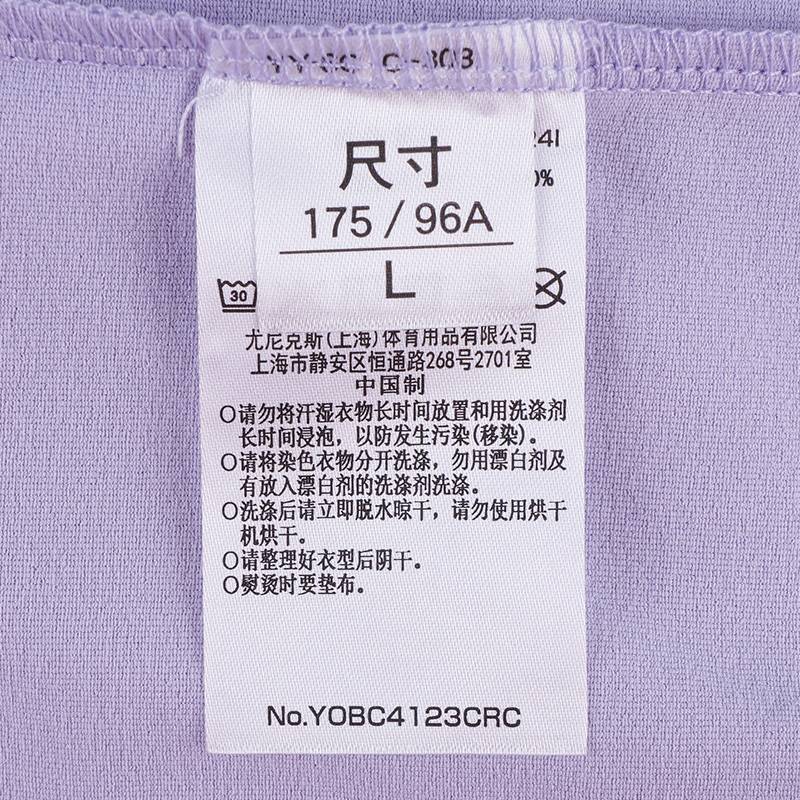 尺寸
175/96A
L
30
尤尼克斯(上海)体育用品有限公司
上海市静安区恒通路268号2701室
中国制
○请勿将汗湿衣物长时间放置和用洗涤剂
长时间浸泡，以防发生污染(移染)。
○请将染色衣物分开洗涤，勿用漂白剂及
有放入漂白剂的洗涤剂洗涤。
○洗涤后请立即脱水晾干，请勿使用烘干
机烘干。
○请整理好衣型后阴干。
○熨烫时要垫布。
No.YOBC4123CRC